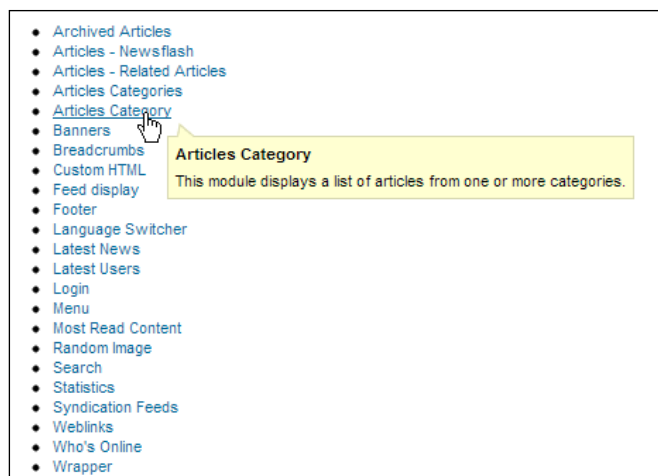 Archived Articles
Articles - Newsflash
Articles - Related Articles
Articles Categories
Articles Category
Banners
Breadcrumbs
Articles Category
Custom HTML
This module displays a list of articles from one or more categories.
Feed display
Footer
Language Switcher
Latest News
Latest Users
Login
Menu
Most Read Content
Random Image
Search
Statistics
Syndication Feeds
Weblinks
Who's Online
Wrapper